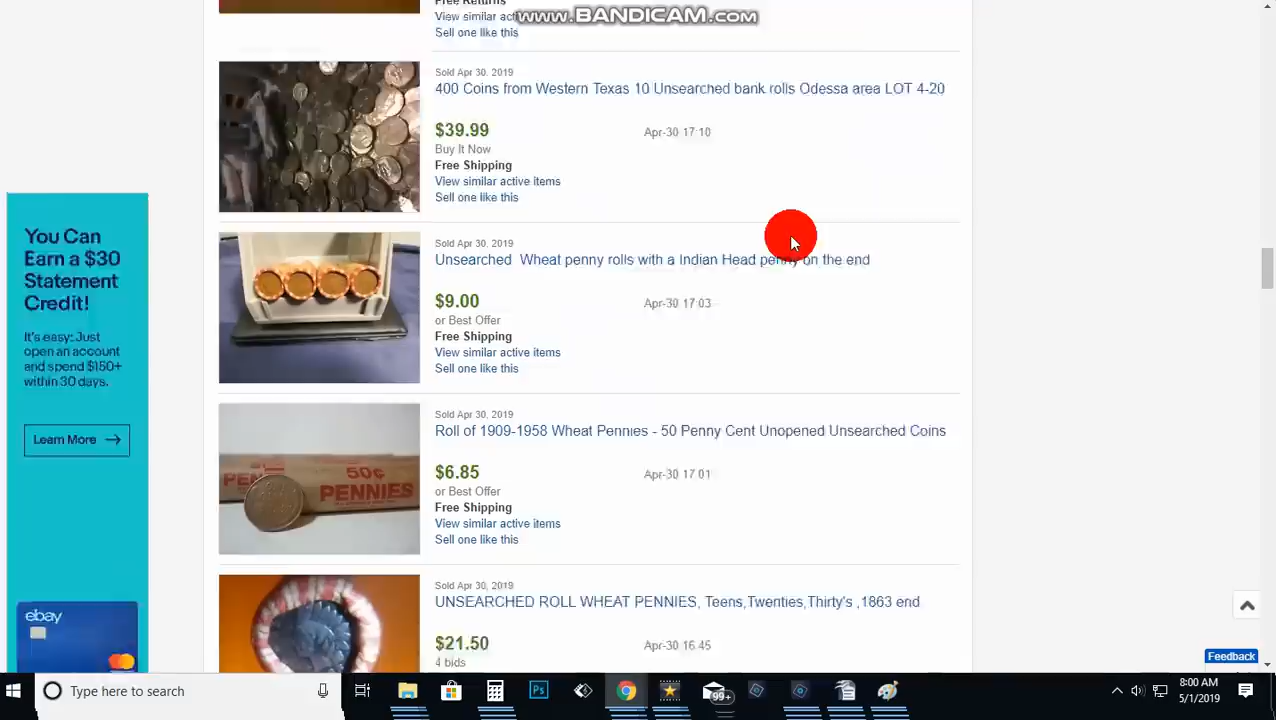 Free Returns
View similar active items
Sell one like this
www.BANDICAM.com
Sold Apr 30, 2019
400 Coins from Western Texas 10 Unsearched bank rolls Odessa area LOT 4-20
$39.99
Apr-30 17:10
Buy It Now
Free Shipping
View similar active items
Sell one like this
Sold Apr 30, 2019
Unsearched Wheat penny rolls with a Indian Head penny on the end
$9.00
Apr-30 17:03
or Best Offer
Free Shipping
View similar active items
Sell one like this
Sold Apr 30, 2019
Roll of 1909-1958 Wheat Pennies - 50 Penny Cent Unopened Unsearched Coins
50¢
PENNIES
$6.85
Apr-30 17:01
or Best Offer
Free Shipping
View similar active items
Sell one like this
Sold Apr 30, 2019
UNSEARCHED ROLL WHEAT PENNIES, Teens,Twenties,Thirty's ,1863 end
$21.50
Apr-30 16:45
4 bids
You Can
Earn a $30
Statement
Credit!
It's easy: Just
open an account
and spend $150+
within 30 days.
Learn More
ebay
Feedback
Type here to search
Ps
99+
8:00 AM
5/1/2019